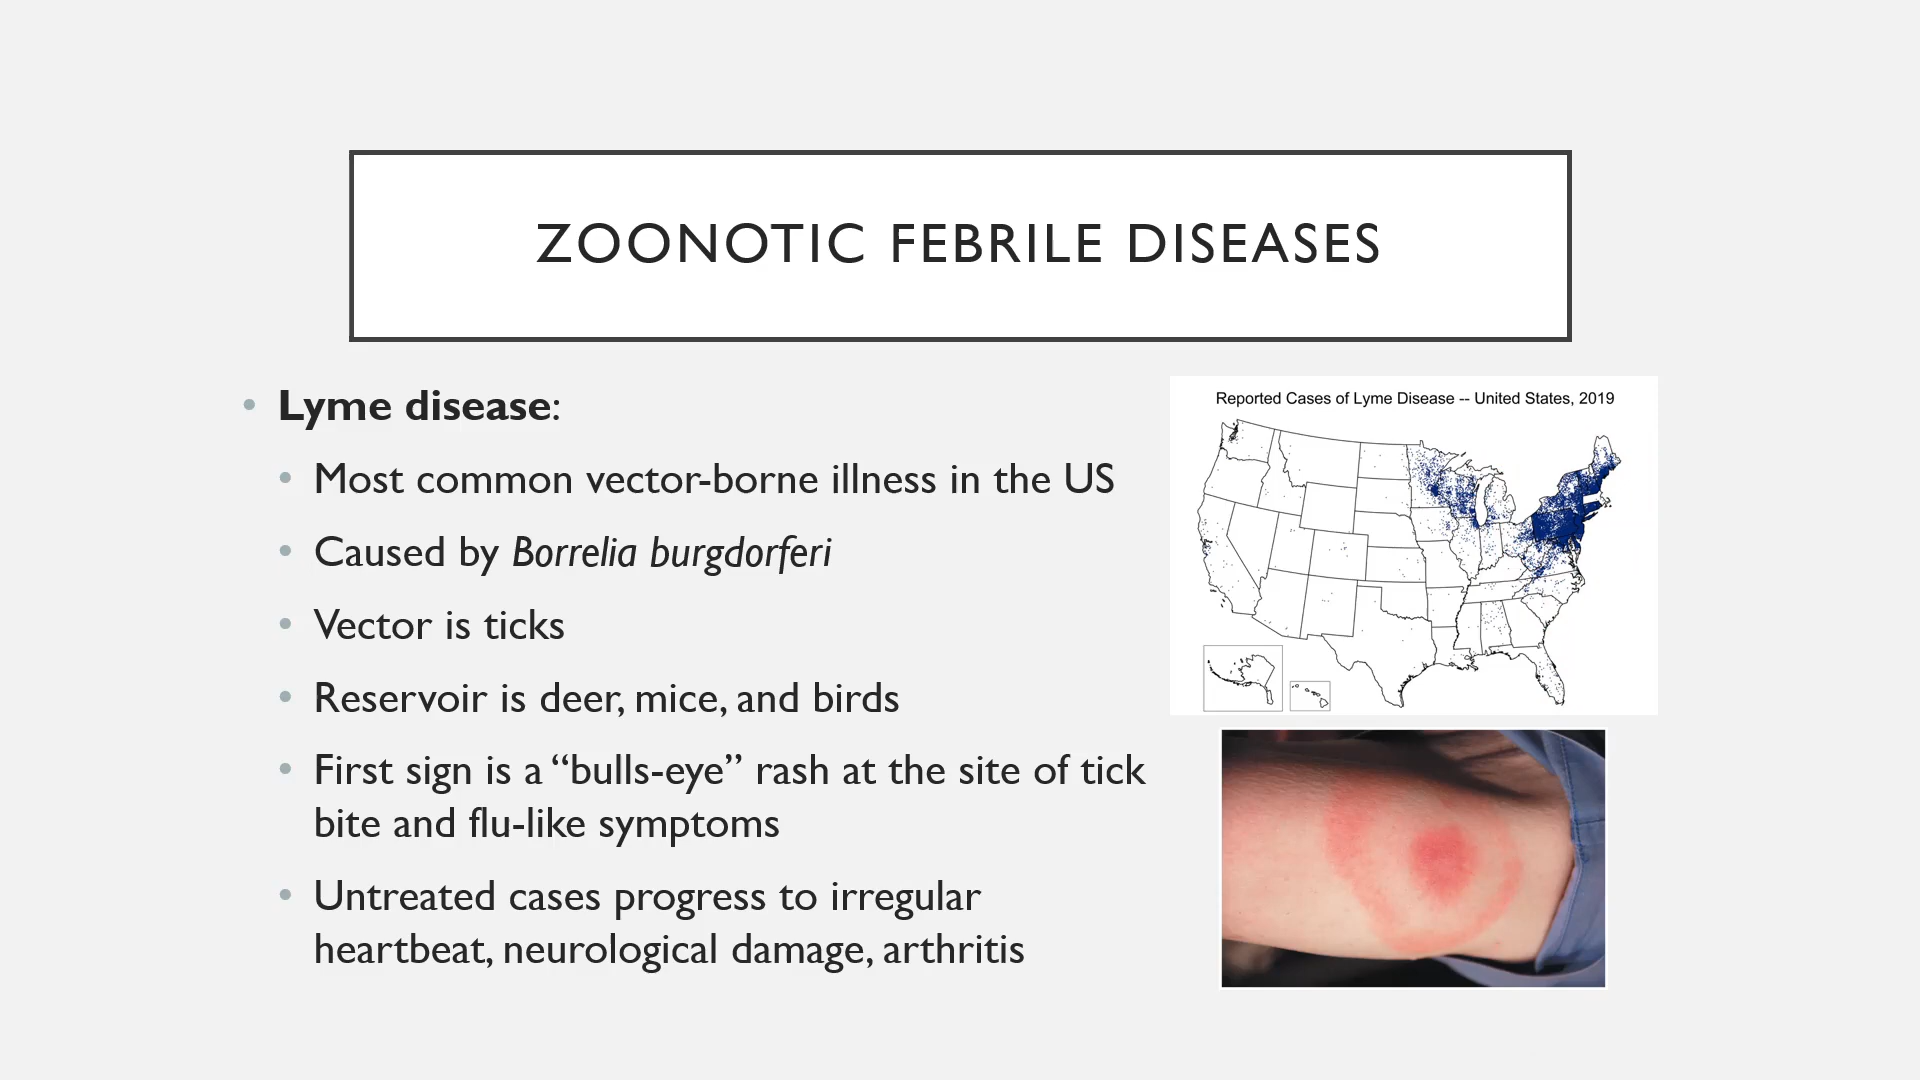 ZOONOTIC FEBRILE DISEASES
• Lyme disease:
• Most common vector-borne illness in the US
• Caused by Borrelia burgdorferi
• Vector is ticks
• Reservoir is deer, mice, and birds
• First sign is a “bulls-eye” rash at the site of tick
bite and flu-like symptoms
• Untreated cases progress to irregular
heartbeat, neurological damage, arthritis
Reported Cases of Lyme Disease -- United States, 2019